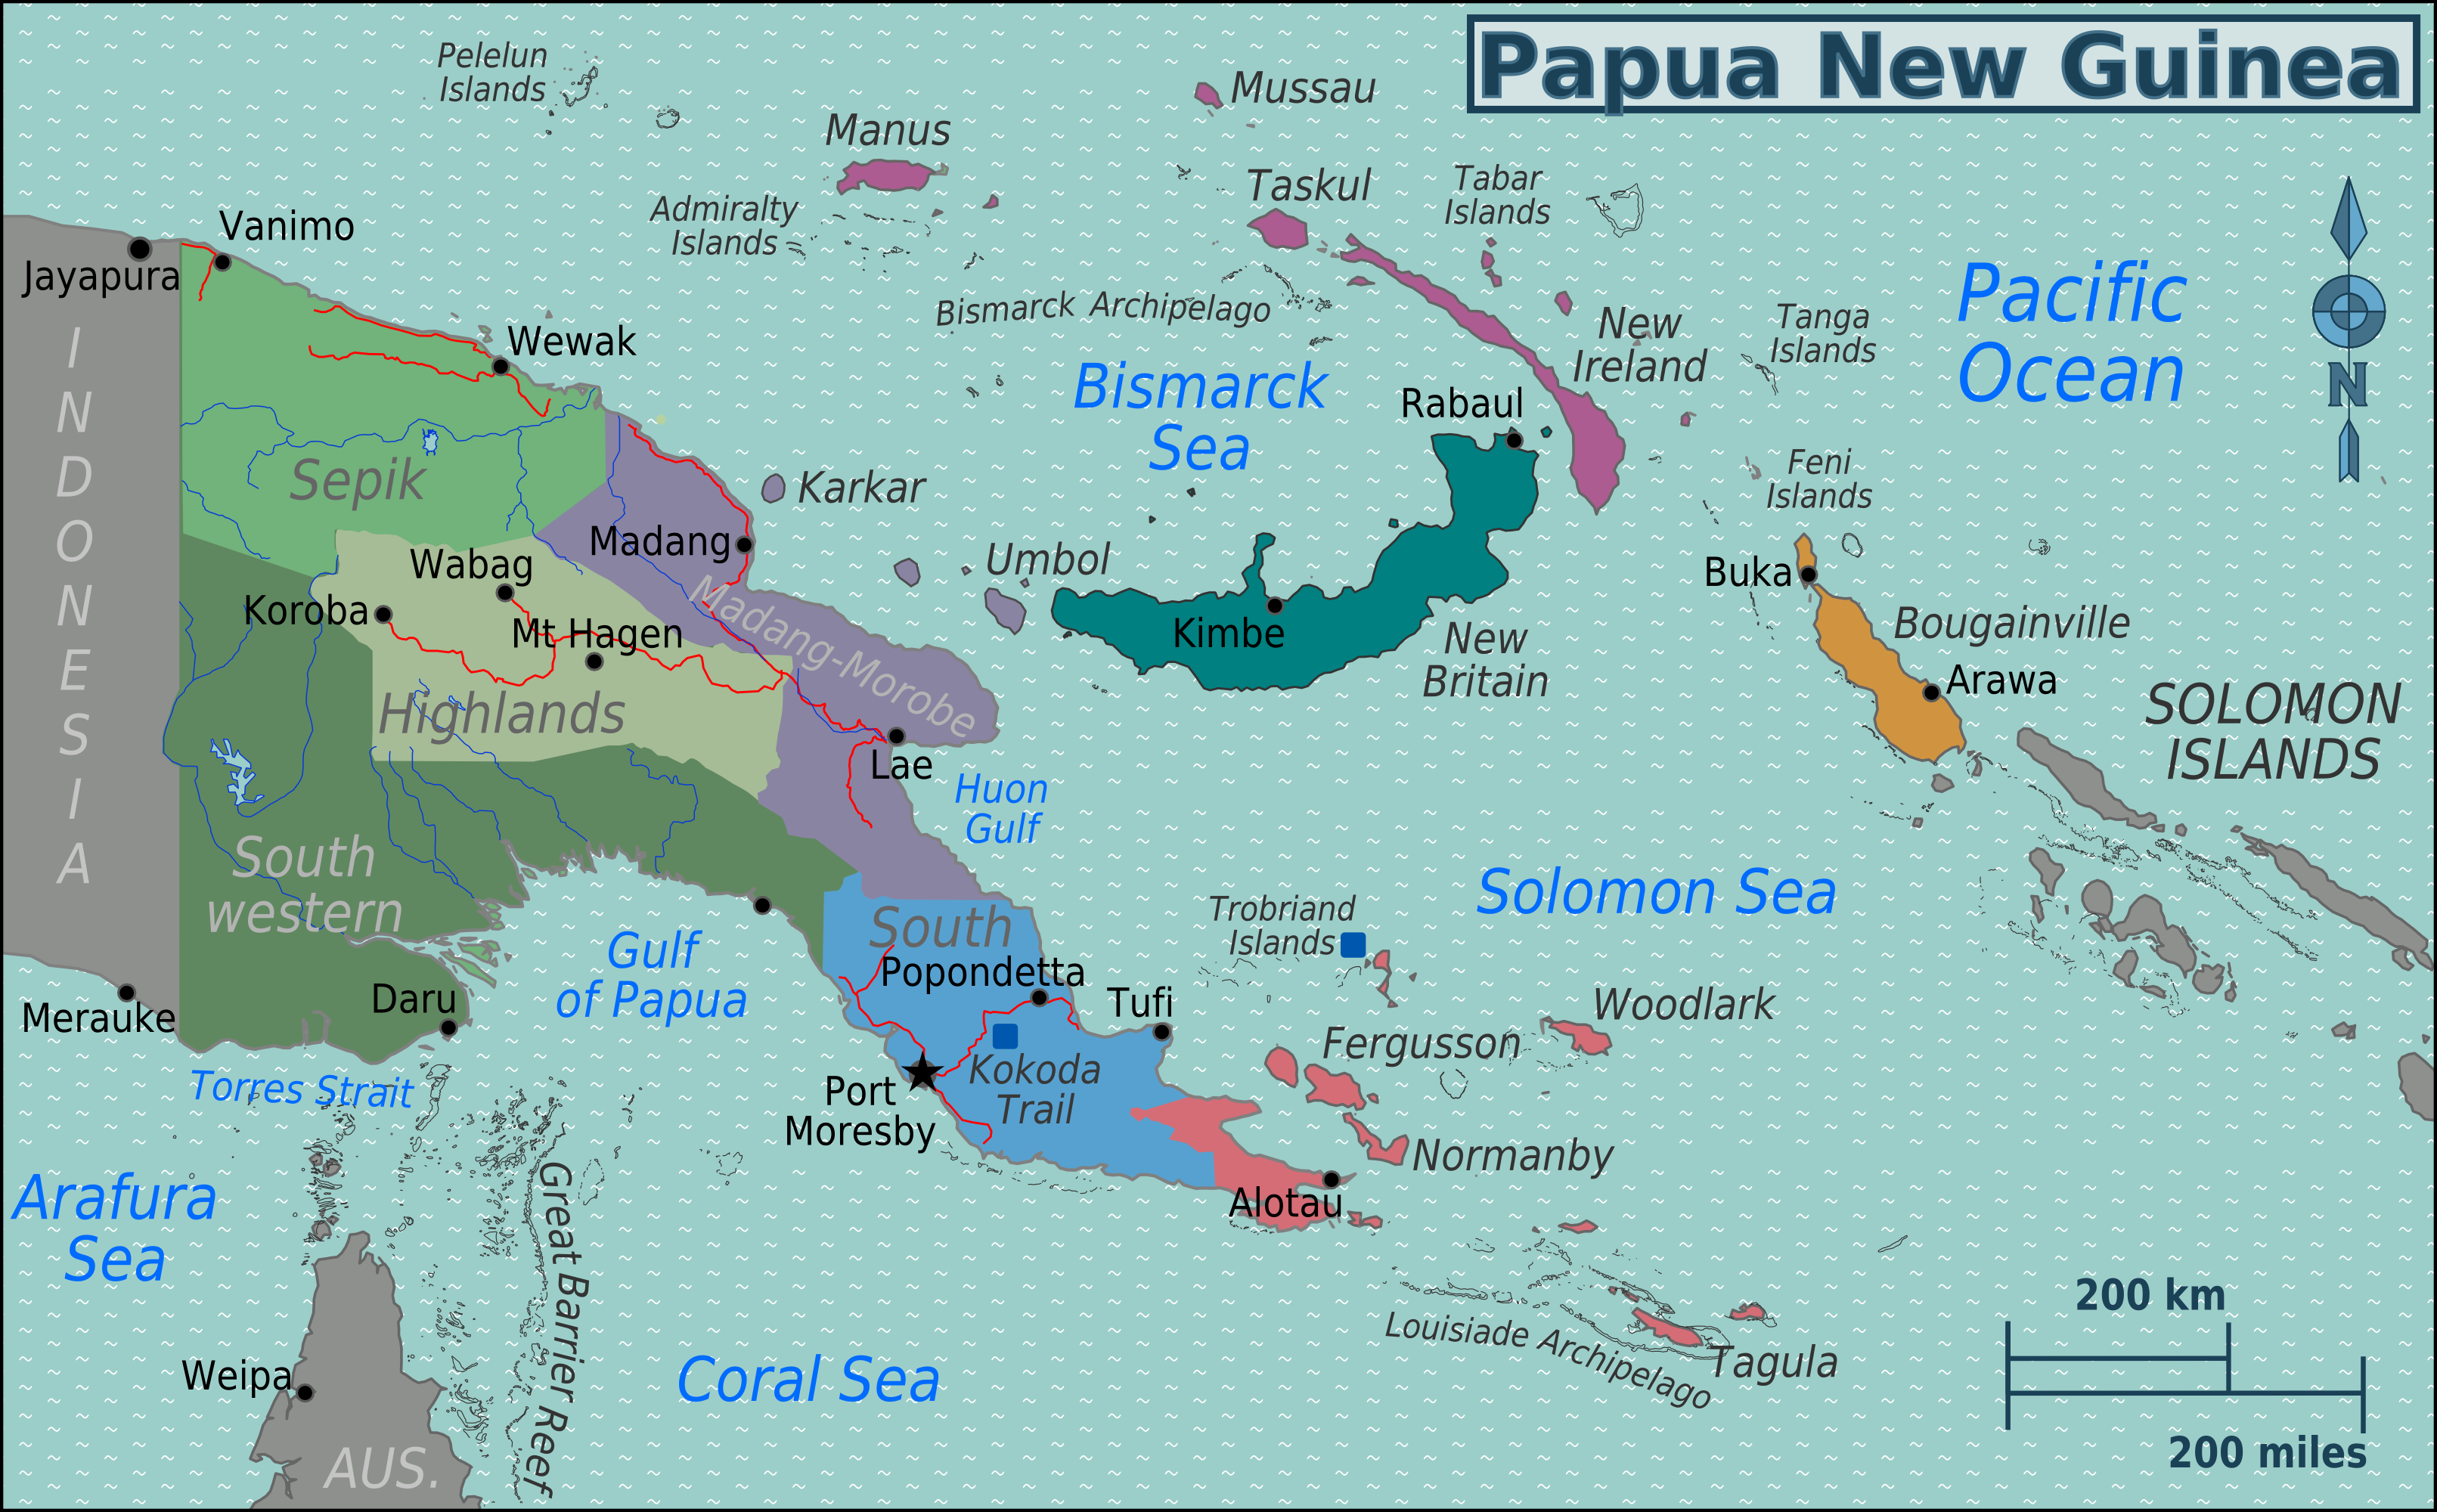 Papua New Guinea
Pelelun
Islands
Mussau
Manus
Taskul
Tabar
Islands
Admiralty
Islands
Vanimo
Jayapura
Bismarck Archipelago
Pacific
Ocean
N
New
Ireland
Tanga
Islands
Wewak
Bismarck
Sea
Rabaul
INDONESIA
Sepik
Karkar
Feni
Islands
Madang
Wabag
Umbol
Buka
Koroba
Mt Hagen
Madang-Morobe
Kimbe
New
Britain
Bougainville
Arawa
Highlands
SOLOMON
ISLANDS
Lae
Huon
Gulf
South
western
Solomon Sea
Trobriand
Islands
South
Gulf
of Papua
Popondetta
Daru
Merauke
Tufi
Woodlark
Fergusson
Kokoda
Trail
Torres Strait
Port
Moresby
Normanby
Arafura
Sea
Alotau
Great Barrier Reef
200 km
Louisiade Archipelago
Tagula
Weipa
Coral Sea
200 miles
AUS.